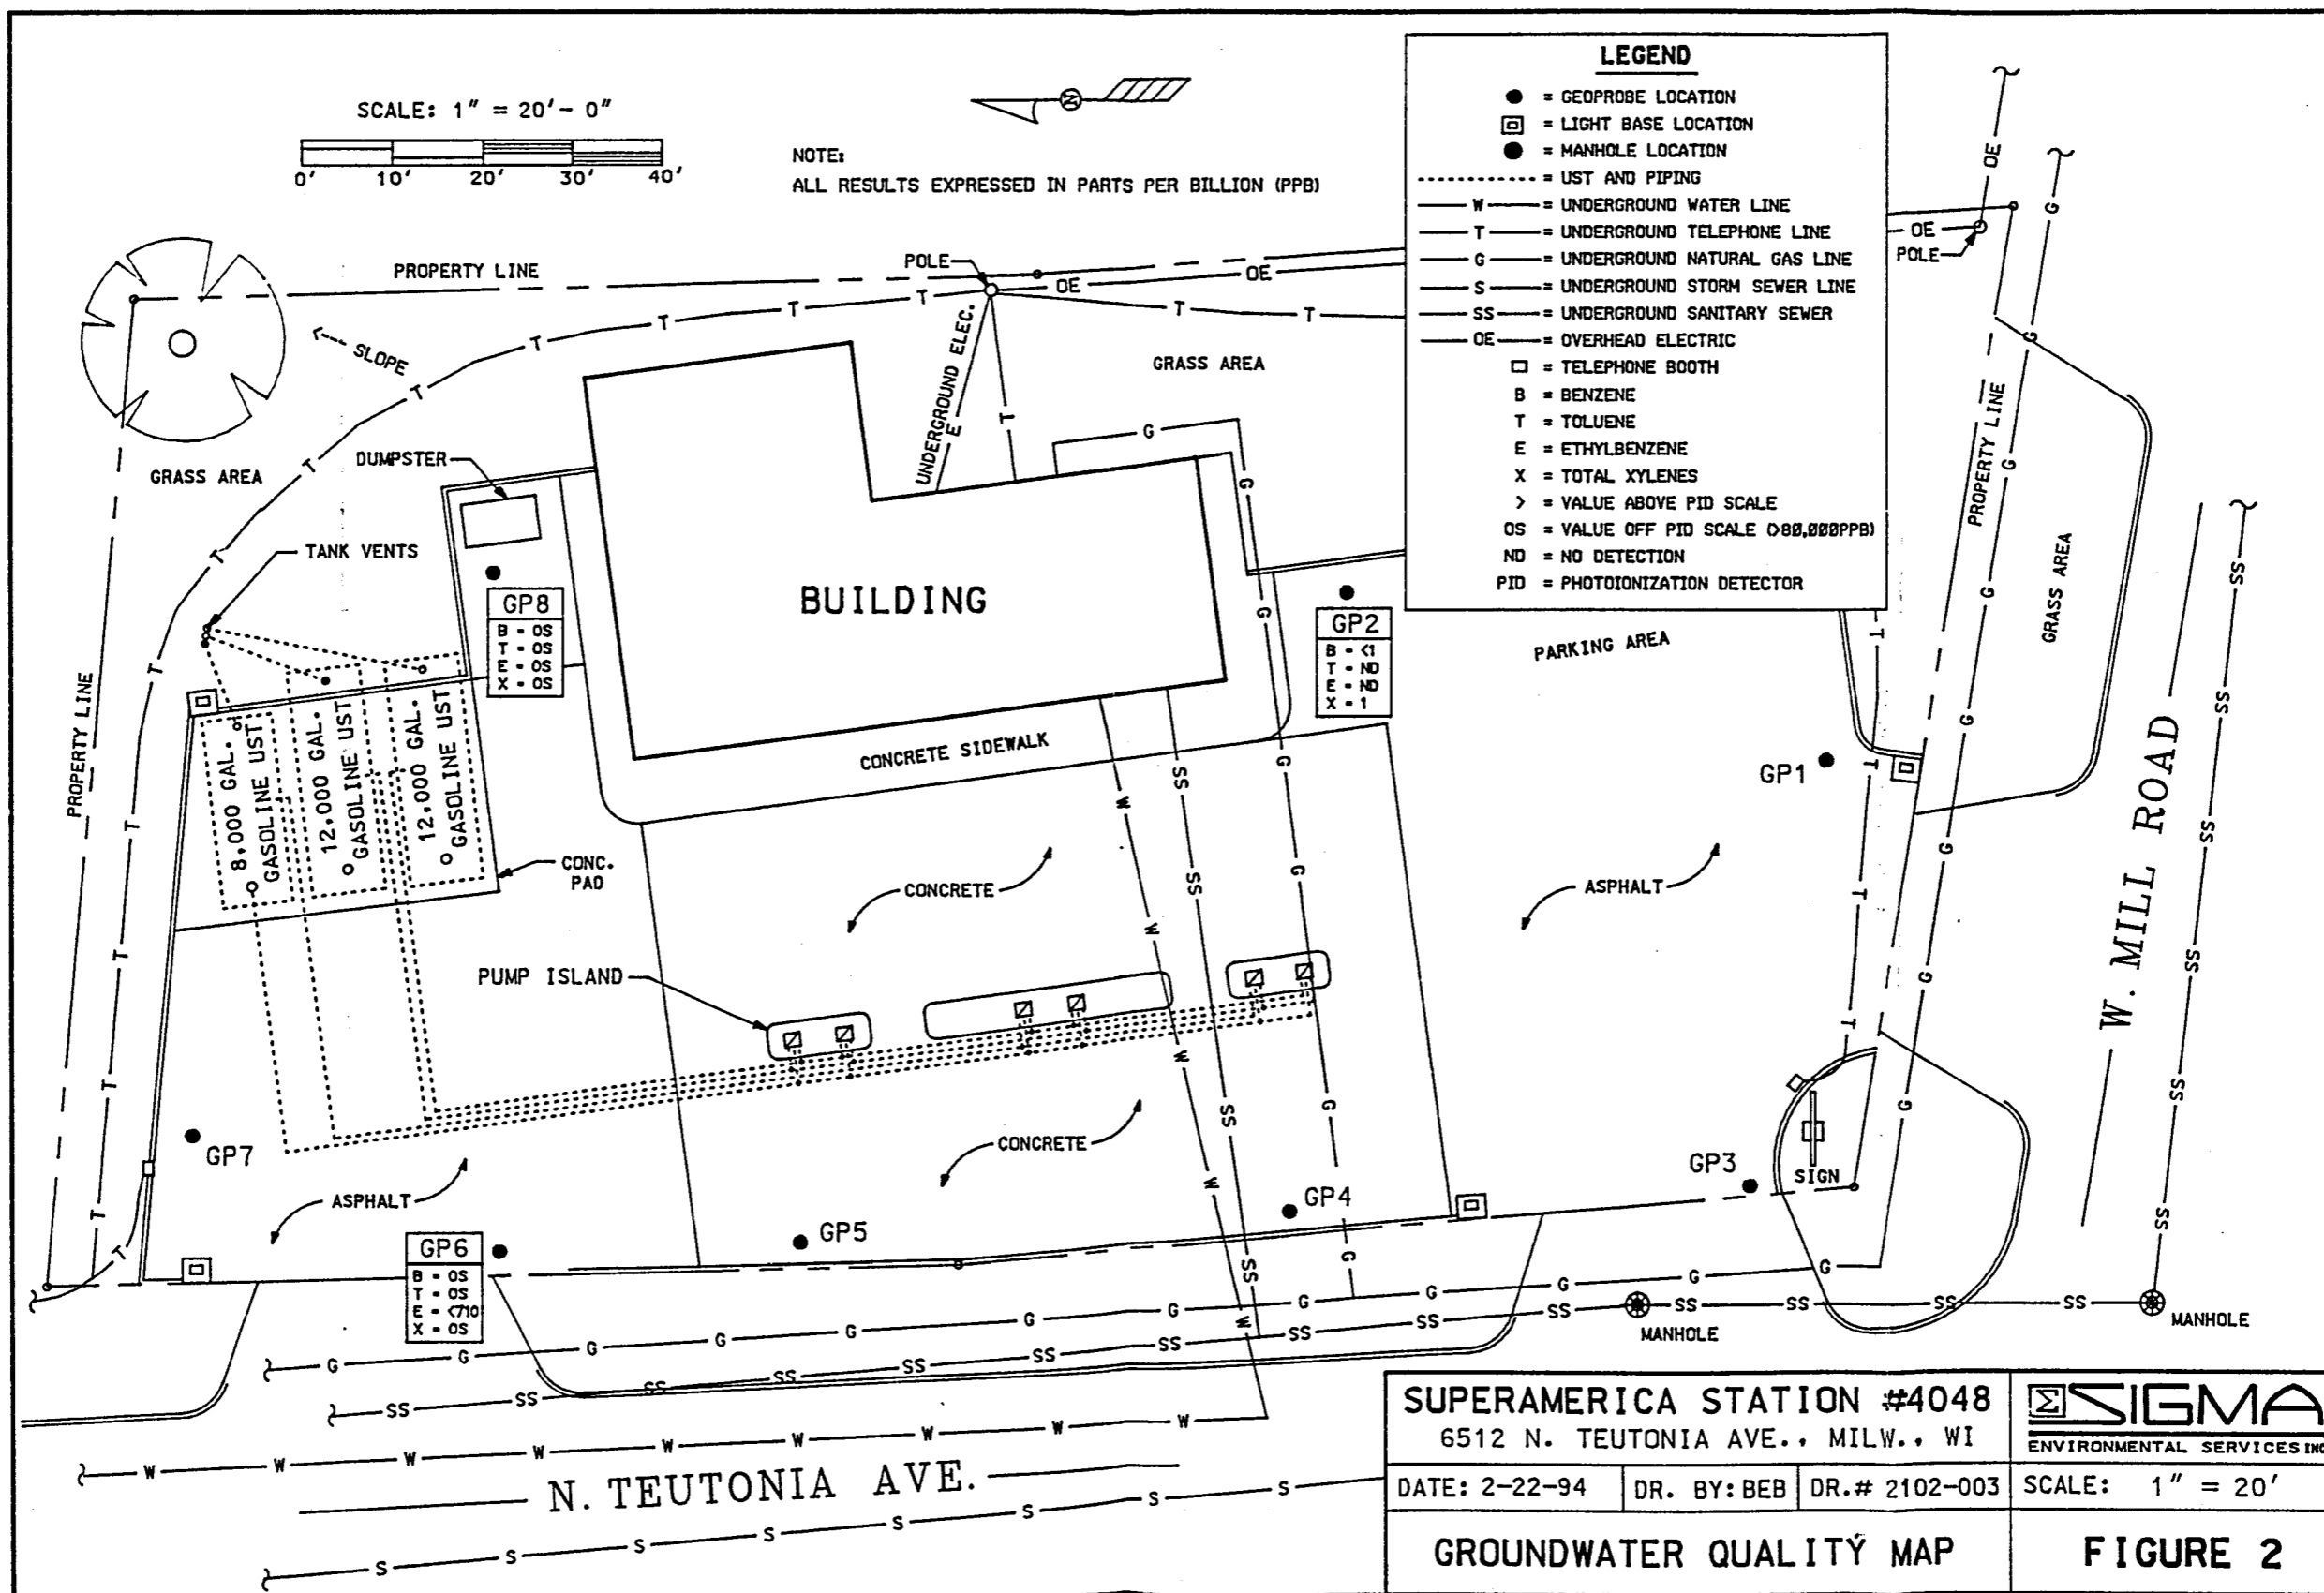 SCALE: 1" = 20'- 0"
0' 10' 20' 30' 40'
N
NOTE:
ALL RESULTS EXPRESSED IN PARTS PER BILLION (PPB)
LEGEND
= GEOPROBE LOCATION
= LIGHT BASE LOCATION
= MANHOLE LOCATION
= UST AND PIPING
W = UNDERGROUND WATER LINE
T = UNDERGROUND TELEPHONE LINE
G = UNDERGROUND NATURAL GAS LINE
S = UNDERGROUND STORM SEWER LINE
SS = UNDERGROUND SANITARY SEWER
OE = OVERHEAD ELECTRIC
= TELEPHONE BOOTH
B = BENZENE
T = TOLUENE
E = ETHYLBENZENE
X = TOTAL XYLENES
> = VALUE ABOVE PID SCALE
OS = VALUE OFF PID SCALE (>80,000PPB)
ND = NO DETECTION
PID = PHOTOIONIZATION DETECTOR
PROPERTY LINE
POLE
OE OE
OE
OE
POLE
SLOPE
UNDERGROUND ELEC.
E
GRASS AREA
GRASS AREA
DUMPSTER
TANK VENTS
PROPERTY LINE
PROPERTY LINE
GRASS AREA
BUILDING
GP8
B - OS
T - OS
E - OS
X - OS
GP2
B - <1
T - ND
E - ND
X - 1
PARKING AREA
8,000 GAL.
GASOLINE UST
12,000 GAL.
GASOLINE UST
12,000 GAL.
GASOLINE UST
CONCRETE SIDEWALK
GP1
CONC.
PAD
CONCRETE
ASPHALT
W. MILL ROAD
PUMP ISLAND
GP7
CONCRETE
GP3
SIGN
ASPHALT
GP4
GP5
GP6
B - OS
T - OS
E - <710
X - OS
MANHOLE
MANHOLE
N. TEUTONIA AVE.
SUPERAMERICA STATION #4048
6512 N. TEUTONIA AVE., MILW., WI
ΣSIGMA
ENVIRONMENTAL SERVICES INC
DATE: 2-22-94
DR. BY: BEB
DR.# 2102-003
SCALE: 1" = 20'
GROUNDWATER QUALITY MAP
FIGURE 2